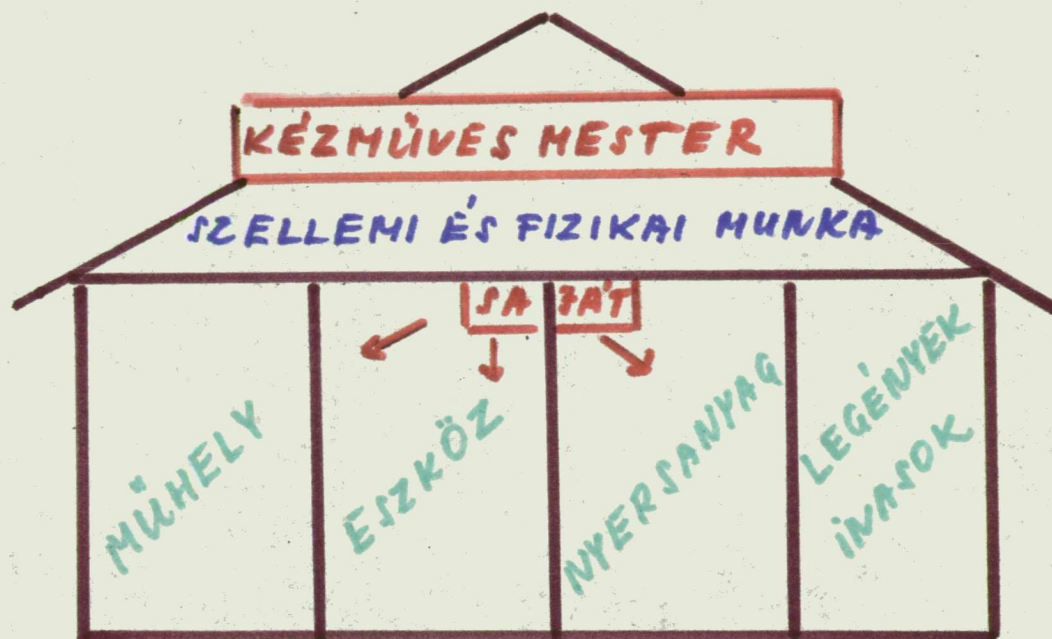 KÉZMŰVES MESTER
SZELLEMI ÉS FIZIKAI MUNKA
SAJÁT
MŰHELY
ESZKÖZ
NYERSANYAG
LEGÉNYEK
INASOK